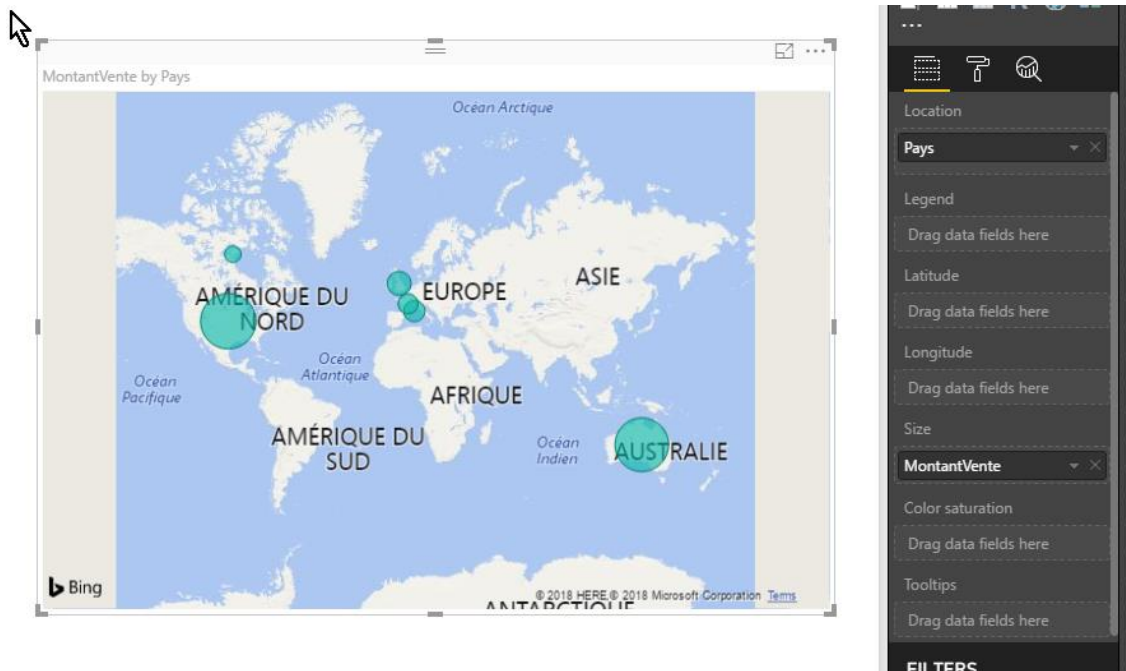 ...
MontantVente by Pays
Océan Arctique
ASIE
EUROPE
AMÉRIQUE DU
NORD
Océan
Atlantique
Océan
Pacifique
AFRIQUE
AMÉRIQUE DU
SUD
Océan
Indien
AUSTRALIE
Bing
© 2018 HERE,© 2018 Microsoft Corporation Terms
ANTARCTIQUE
...
Location
Pays
Legend
Drag data fields here
Latitude
Drag data fields here
Longitude
Drag data fields here
Size
MontantVente
Color saturation
Drag data fields here
Tooltips
Drag data fields here
FILTERS